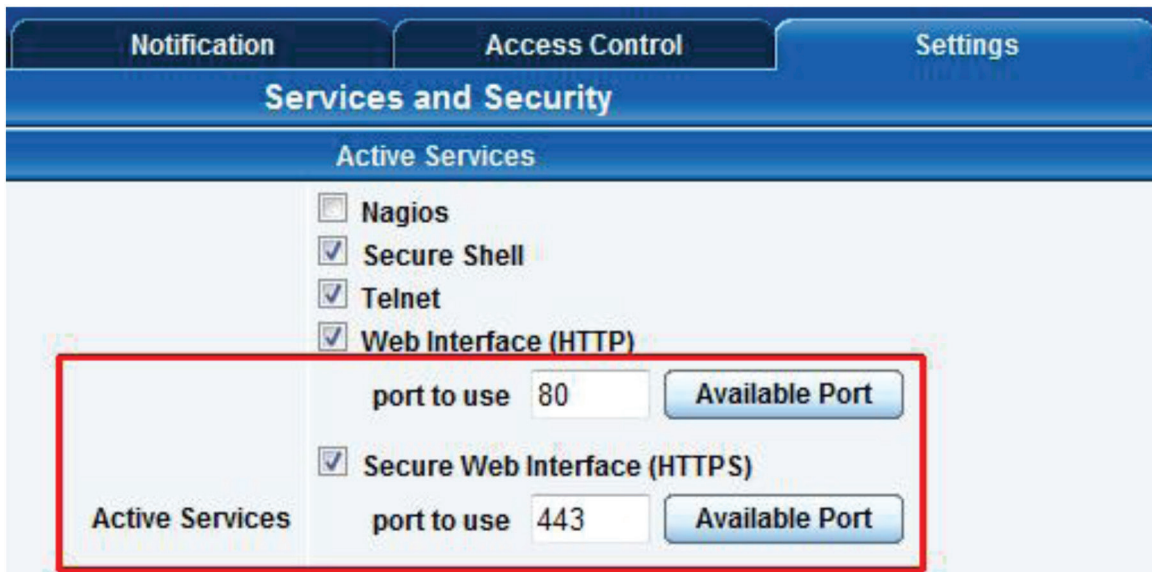 Notification Access Control Settings
Services and Security
Active Services
Nagios
Secure Shell
Telnet
Web Interface (HTTP)
port to use 80 Available Port
Secure Web Interface (HTTPS)
Active Services port to use 443 Available Port